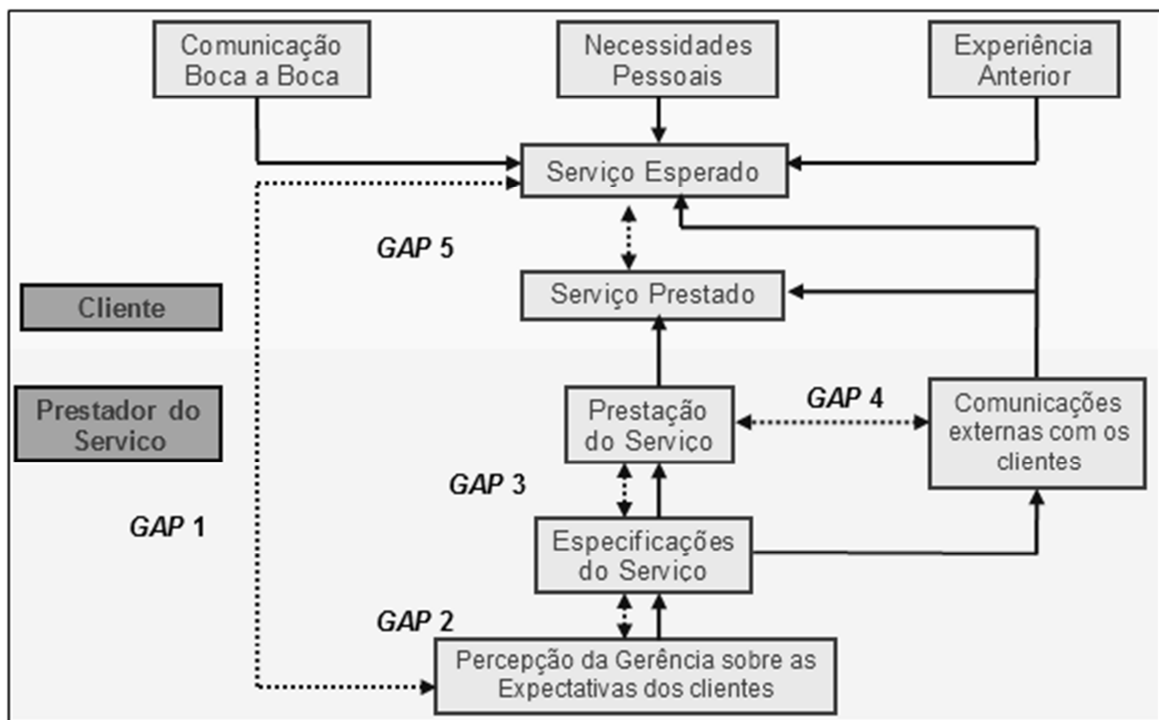 Comunicação
Boca a Boca
Necessidades
Pessoais
Experiência
Anterior
Serviço Esperado
GAP 5
Serviço Prestado
Cliente
Prestador do
Servico
Prestação
do Serviço
GAP 4
Comunicações
externas com os
clientes
GAP 3
GAP 1
Especificações
do Serviço
GAP 2
Percepção da Gerência sobre as
Expectativas dos clientes